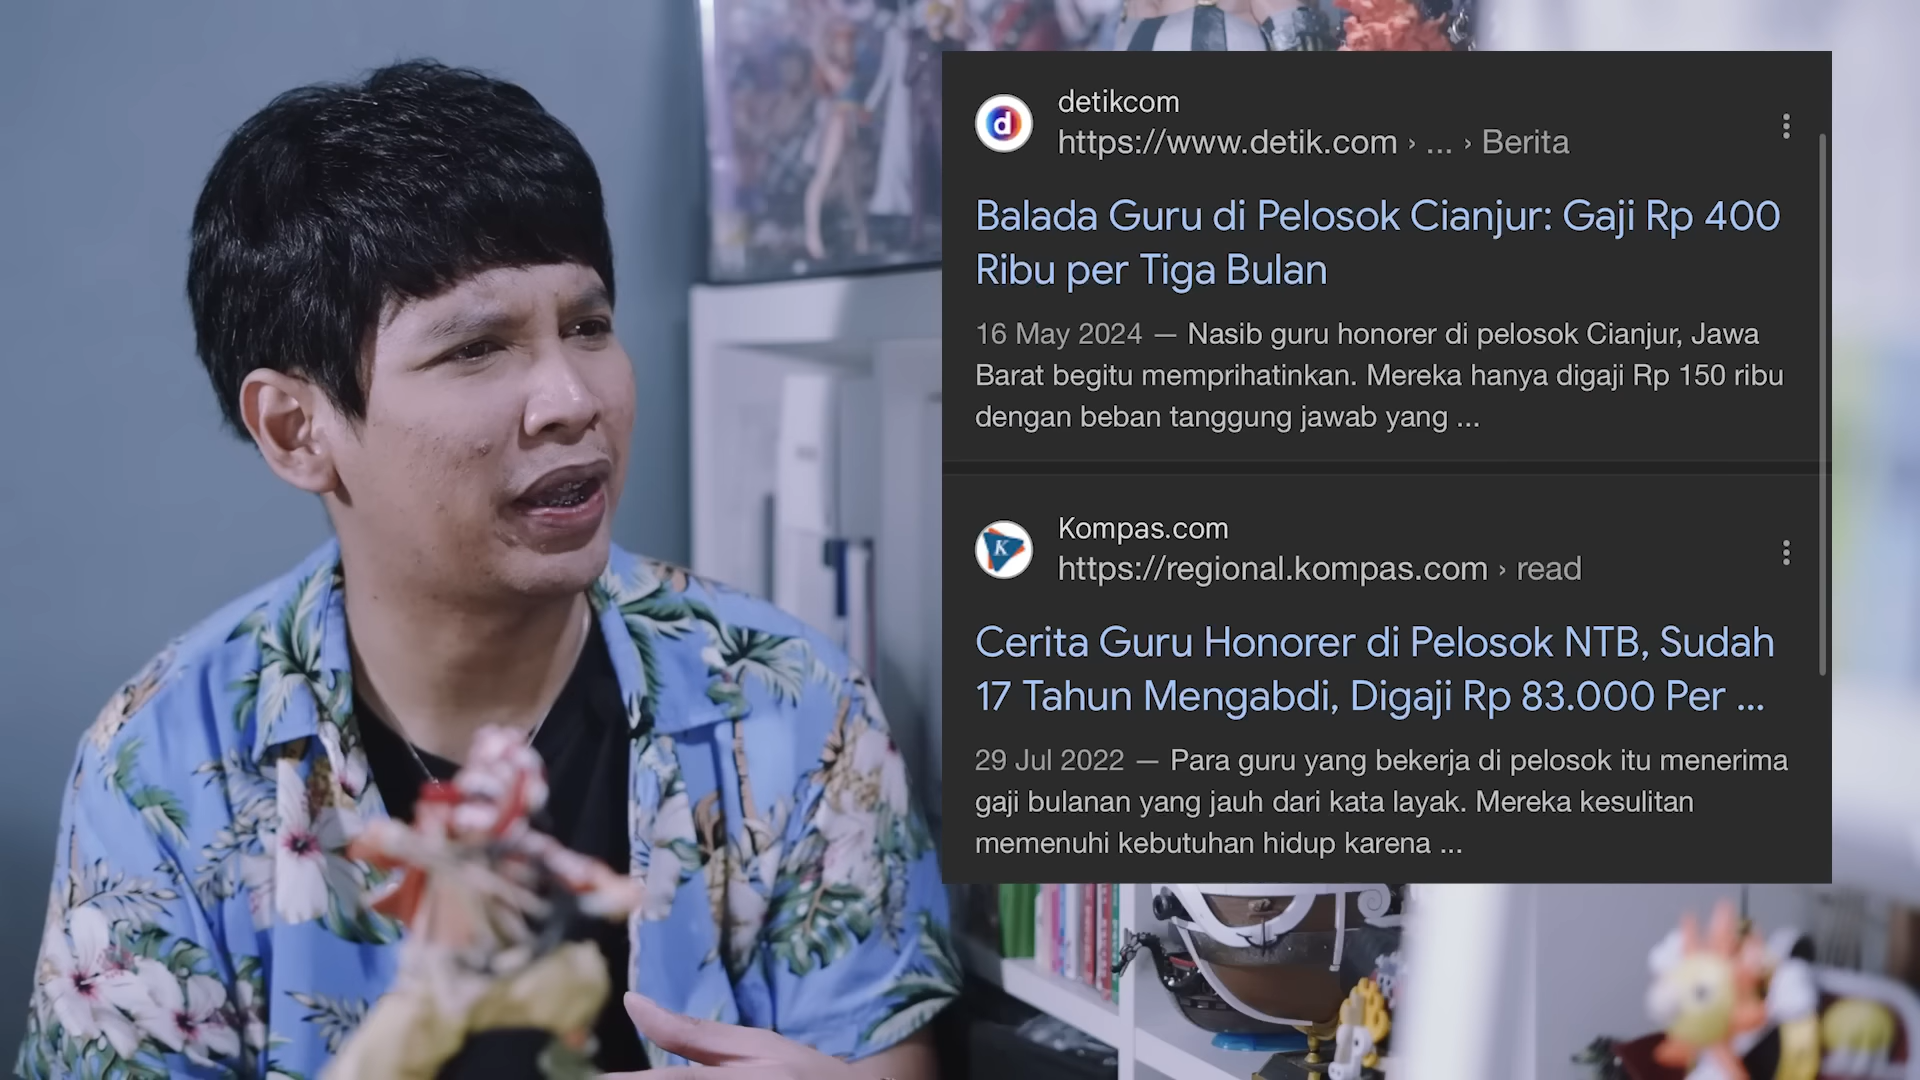 detikcom
https://www.detik.com › ... › Berita
Balada Guru di Pelosok Cianjur: Gaji Rp 400
Ribu per Tiga Bulan
16 May 2024 — Nasib guru honorer di pelosok Cianjur, Jawa
Barat begitu memprihatinkan. Mereka hanya digaji Rp 150 ribu
dengan beban tanggung jawab yang ...
Kompas.com
https://regional.kompas.com › read
Cerita Guru Honorer di Pelosok NTB, Sudah
17 Tahun Mengabdi, Digaji Rp 83.000 Per ...
29 Jul 2022 — Para guru yang bekerja di pelosok itu menerima
gaji bulanan yang jauh dari kata layak. Mereka kesulitan
memenuhi kebutuhan hidup karena ...